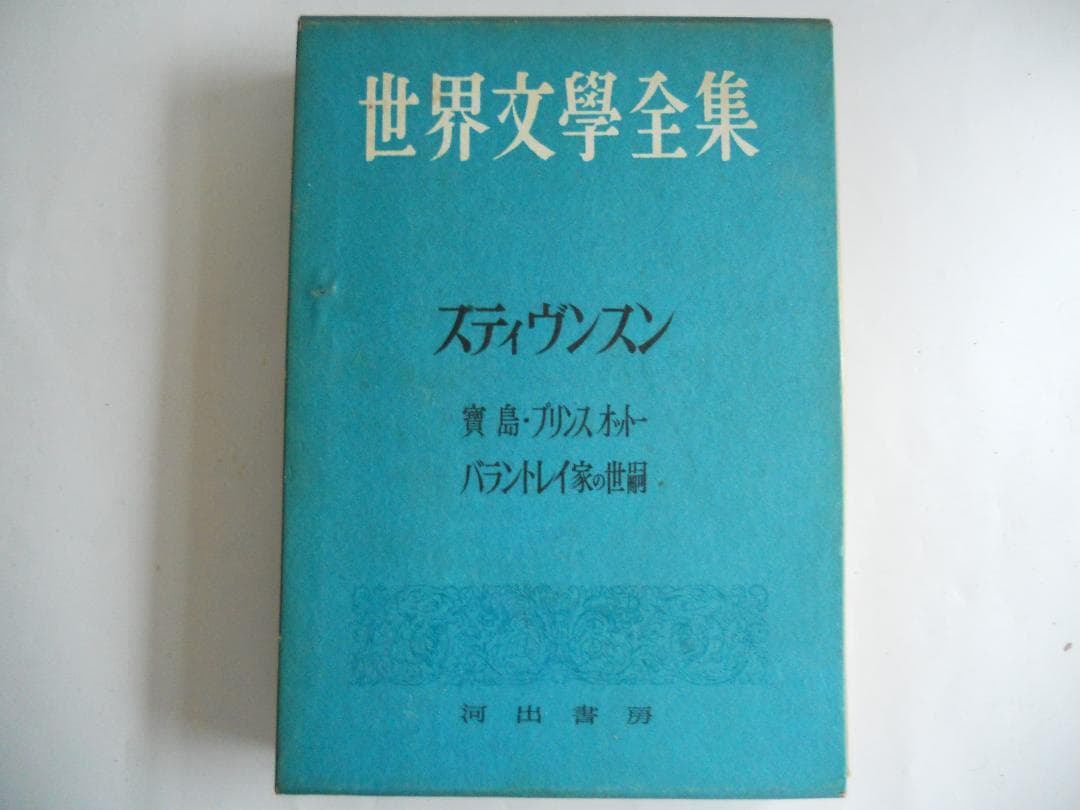 世界文學全集
スティヴンスン
寶島・プリンスオットー
バラントレイ家の世嗣
河出書房